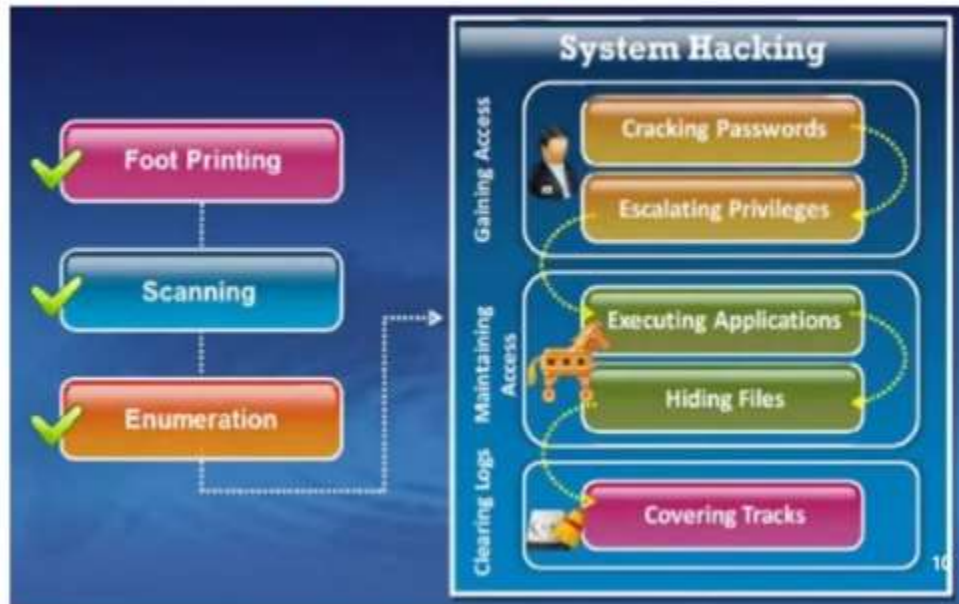 Foot Printing
Scanning
Enumeration
System Hacking
Gaining Access
Cracking Passwords
Escalating Privileges
Maintaining
Access
Executing Applications
Hiding Files
Clearing Logs
Covering Tracks